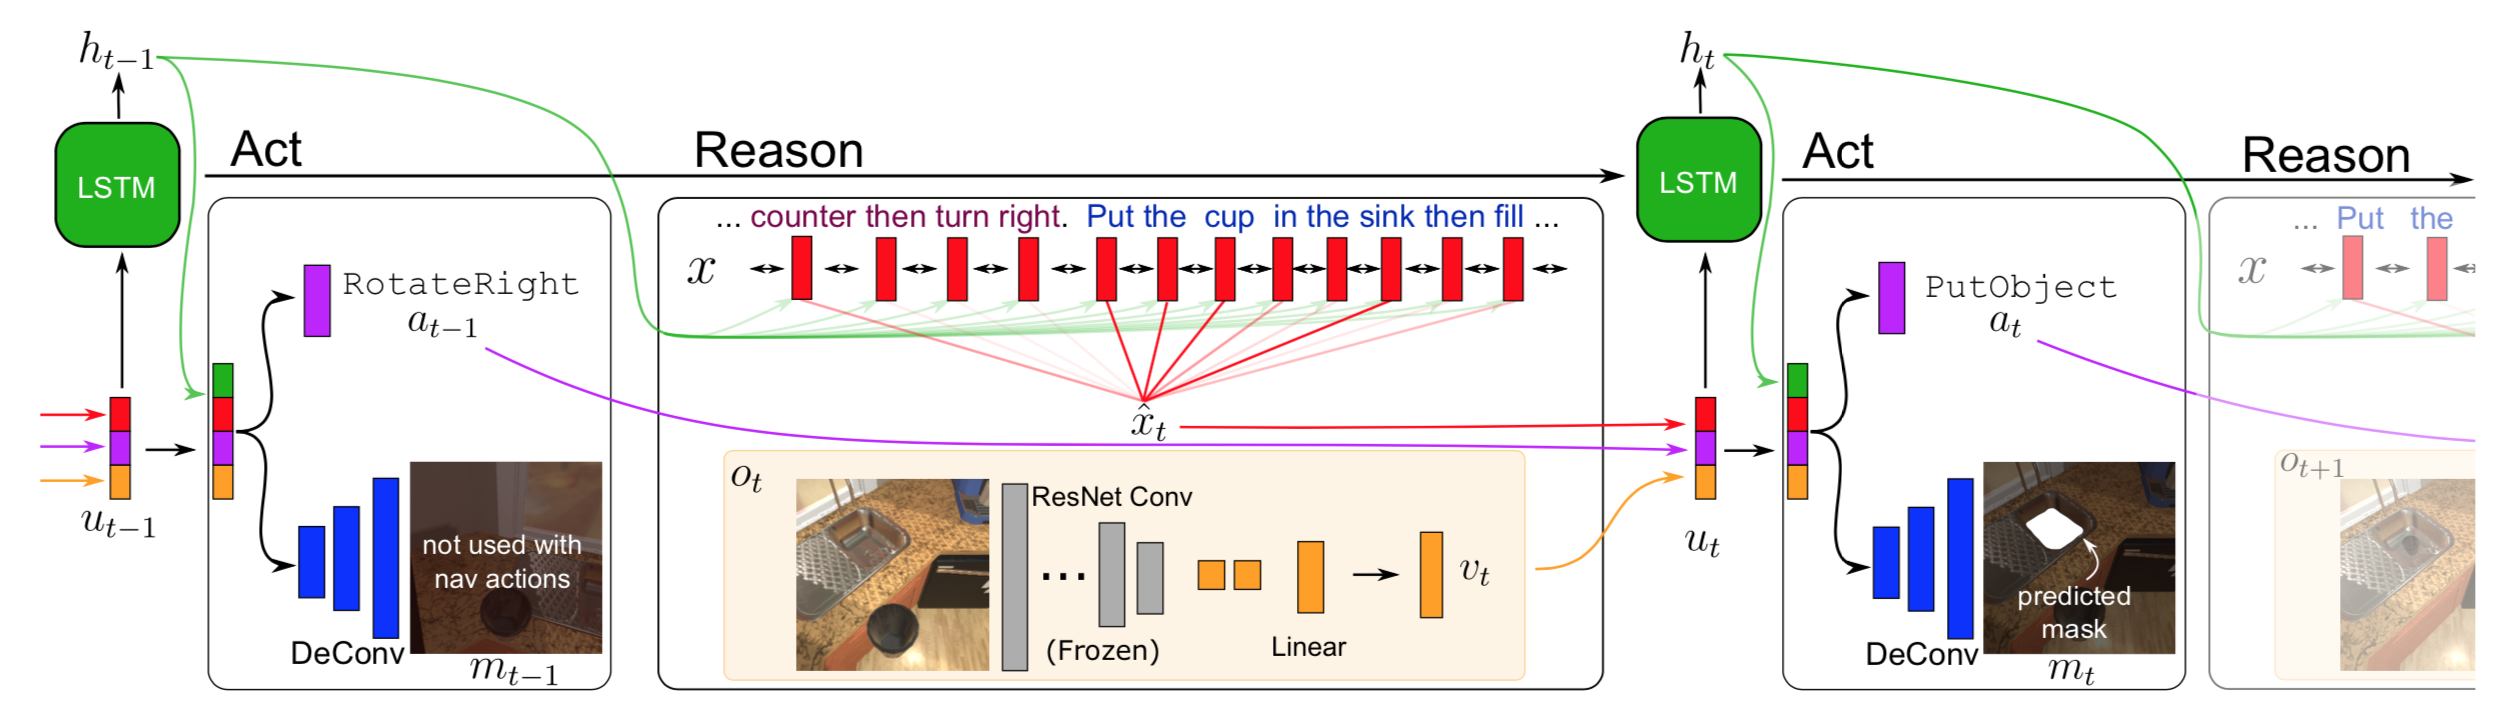 h_{t-1}
LSTM
Act
RotateRight
a_{t-1}
u_{t-1}
not used with
nav actions
DeConv
m_{t-1}
Reason
... counter then turn right. Put the cup in the sink then fill ...
x
x̂_t
o_t
ResNet Conv
...
(Frozen)
Linear
v_t
h_t
LSTM
u_t
Act
PutObject
a_t
predicted
mask
DeConv
m_t
Reason
... Put the
x
o_{t+1}